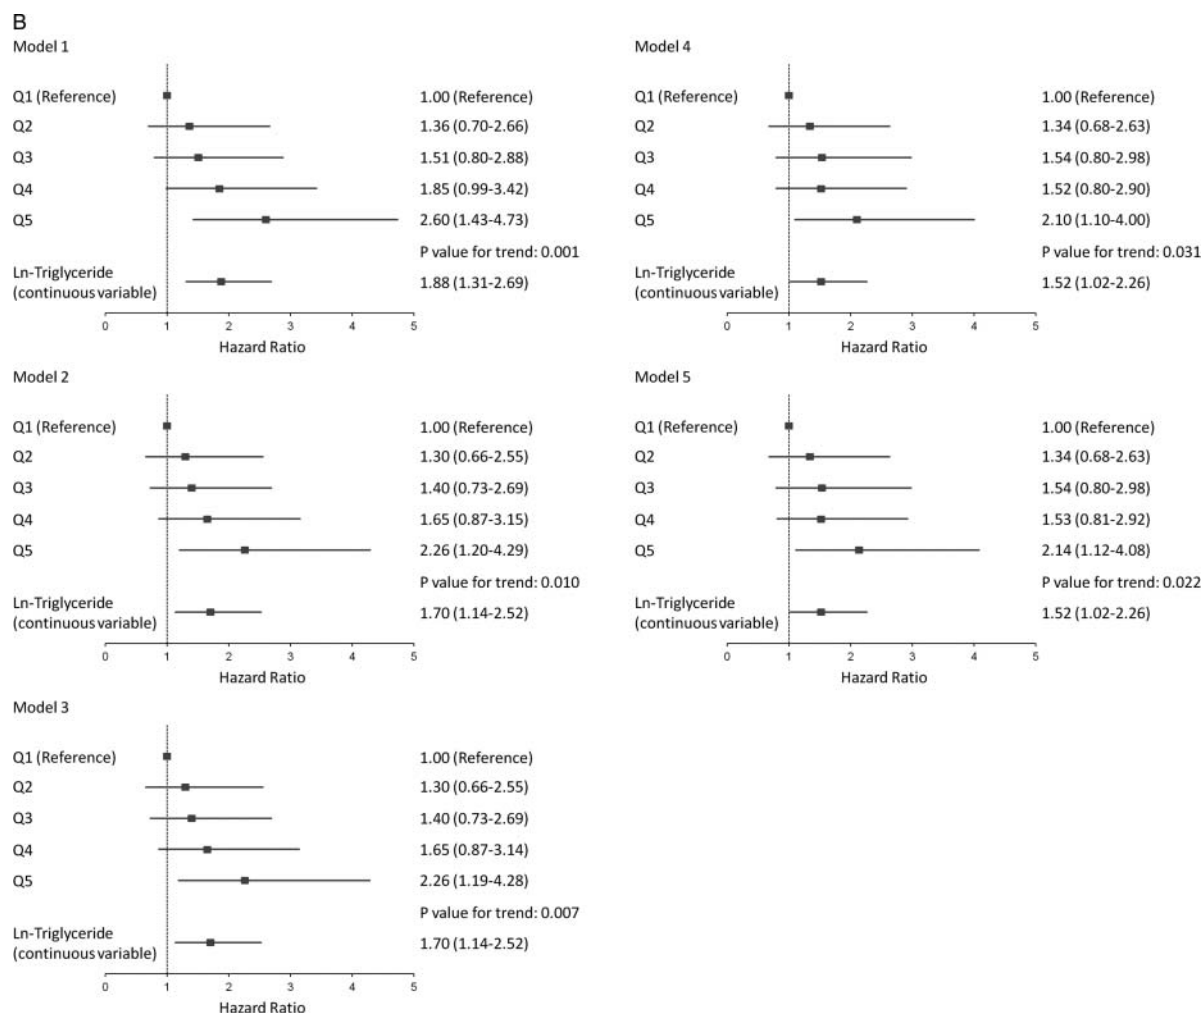 B
Model 1
Q1 (Reference) 1.00 (Reference)
Q2 1.36 (0.70-2.66)
Q3 1.51 (0.80-2.88)
Q4 1.85 (0.99-3.42)
Q5 2.60 (1.43-4.73)
P value for trend: 0.001
Ln-Triglyceride
(continuous variable) 1.88 (1.31-2.69)
0 1 2 3 4 5
Hazard Ratio
Model 2
Q1 (Reference) 1.00 (Reference)
Q2 1.30 (0.66-2.55)
Q3 1.40 (0.73-2.69)
Q4 1.65 (0.87-3.15)
Q5 2.26 (1.20-4.29)
P value for trend: 0.010
Ln-Triglyceride
(continuous variable) 1.70 (1.14-2.52)
0 1 2 3 4 5
Hazard Ratio
Model 3
Q1 (Reference) 1.00 (Reference)
Q2 1.30 (0.66-2.55)
Q3 1.40 (0.73-2.69)
Q4 1.65 (0.87-3.14)
Q5 2.26 (1.19-4.28)
P value for trend: 0.007
Ln-Triglyceride
(continuous variable) 1.70 (1.14-2.52)
0 1 2 3 4 5
Hazard Ratio
Model 4
Q1 (Reference) 1.00 (Reference)
Q2 1.34 (0.68-2.63)
Q3 1.54 (0.80-2.98)
Q4 1.52 (0.80-2.90)
Q5 2.10 (1.10-4.00)
P value for trend: 0.031
Ln-Triglyceride
(continuous variable) 1.52 (1.02-2.26)
0 1 2 3 4 5
Hazard Ratio
Model 5
Q1 (Reference) 1.00 (Reference)
Q2 1.34 (0.68-2.63)
Q3 1.54 (0.80-2.98)
Q4 1.53 (0.81-2.92)
Q5 2.14 (1.12-4.08)
P value for trend: 0.022
Ln-Triglyceride
(continuous variable) 1.52 (1.02-2.26)
0 1 2 3 4 5
Hazard Ratio